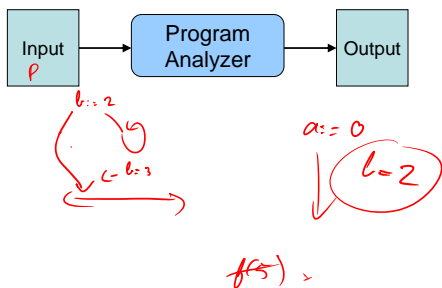 Input
P
Program
Analyzer
Output
b:=2
b=3
a:=0
b=2
f(5)